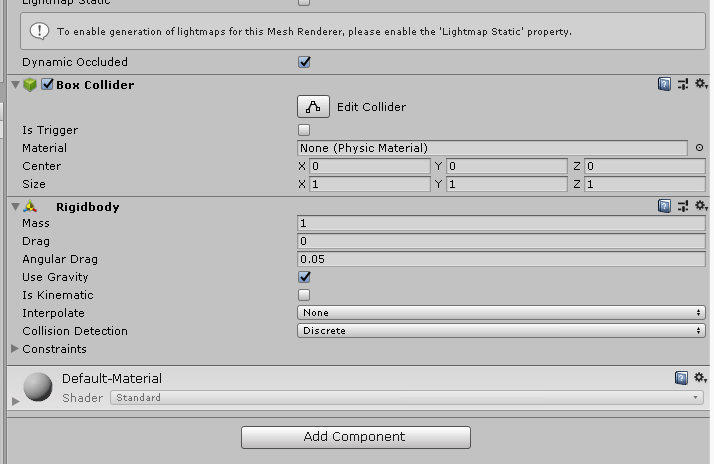 Lightmap Static
To enable generation of lightmaps for this Mesh Renderer, please enable the 'Lightmap Static' property.
Dynamic Occluded
Box Collider
Edit Collider
Is Trigger
Material None (Physic Material)
Center X 0 Y 0 Z 0
Size X 1 Y 1 Z 1
Rigidbody
Mass 1
Drag 0
Angular Drag 0.05
Use Gravity
Is Kinematic
Interpolate None
Collision Detection Discrete
Constraints
Default-Material
Shader Standard
Add Component